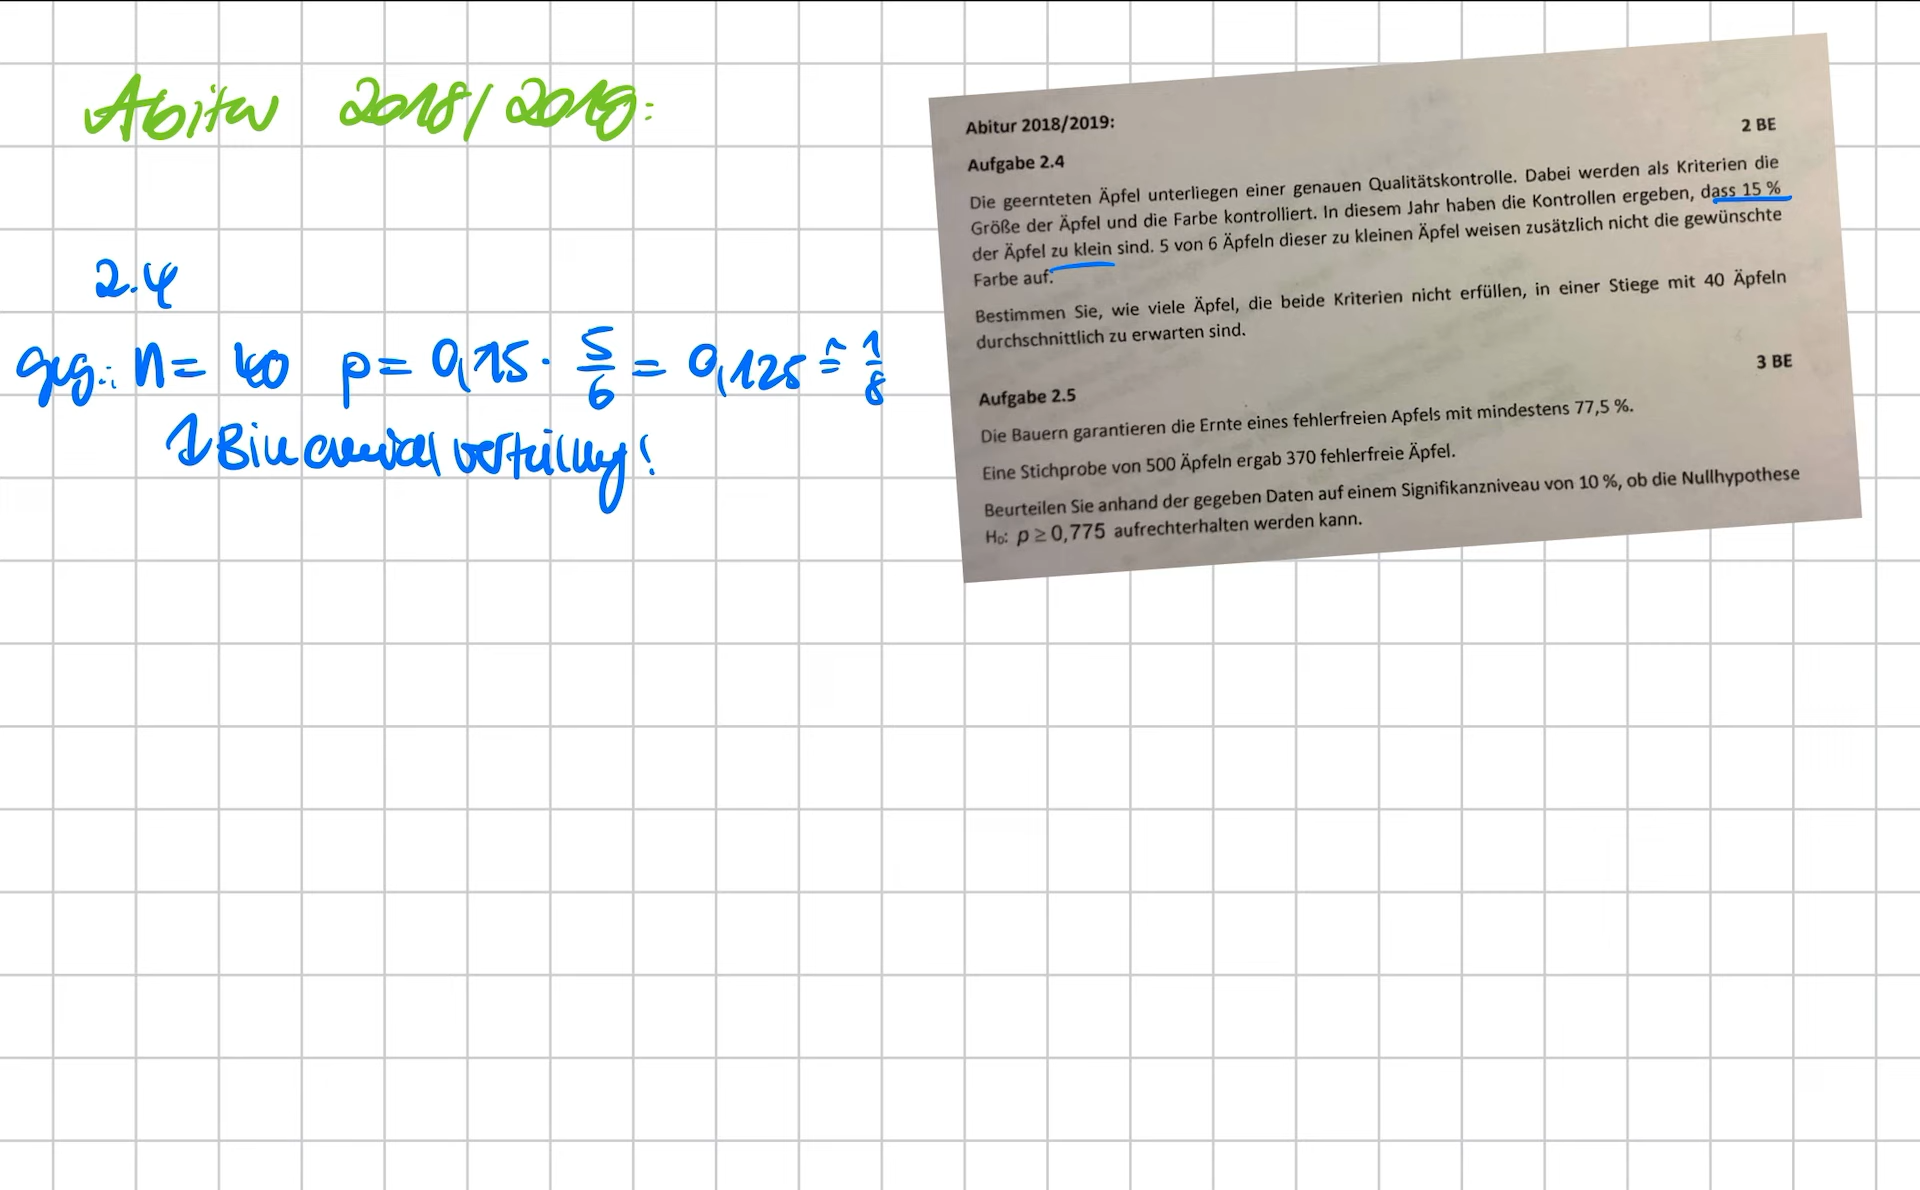 Abitur 2018/2019:
2.4
geg.: n = 40 p = 0,15 · 5/6 = 0,125 ≙ 1/8
↳ Binomialverteilung!
Abitur 2018/2019:
2 BE
Aufgabe 2.4
Die geernteten Äpfel unterliegen einer genauen Qualitätskontrolle. Dabei werden als Kriterien die
Größe der Äpfel und die Farbe kontrolliert. In diesem Jahr haben die Kontrollen ergeben, dass 15 %
der Äpfel zu klein sind. 5 von 6 Äpfeln dieser zu kleinen Äpfel weisen zusätzlich nicht die gewünschte
Farbe auf.
Bestimmen Sie, wie viele Äpfel, die beide Kriterien nicht erfüllen, in einer Stiege mit 40 Äpfeln
durchschnittlich zu erwarten sind.
3 BE
Aufgabe 2.5
Die Bauern garantieren die Ernte eines fehlerfreien Apfels mit mindestens 77,5 %.
Eine Stichprobe von 500 Äpfeln ergab 370 fehlerfreie Äpfel.
Beurteilen Sie anhand der gegeben Daten auf einem Signifikanzniveau von 10 %, ob die Nullhypothese
H₀: p ≥ 0,775 aufrechterhalten werden kann.